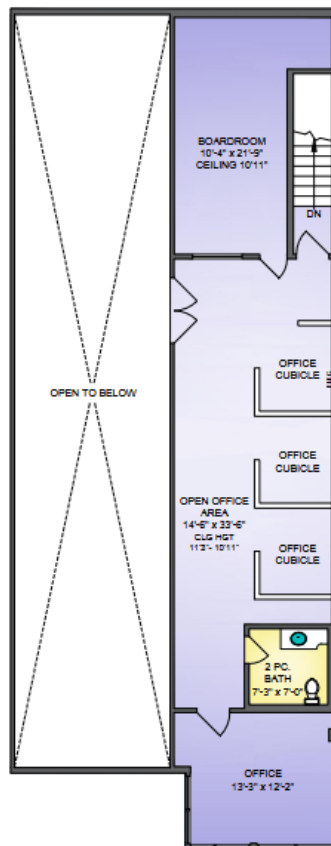 BOARDROOM
10'-4" x 21'-9"
CEILING 10'11"
DN
OFFICE
CUBICLE
OPEN TO BELOW
OFFICE
CUBICLE
OPEN OFFICE
AREA
14'-6" x 33'-6"
CLG HGT
11'3"- 10'11"
OFFICE
CUBICLE
2 PC.
BATH
7'-3" x 7'-0"
OFFICE
13'-3" x 12'-2"